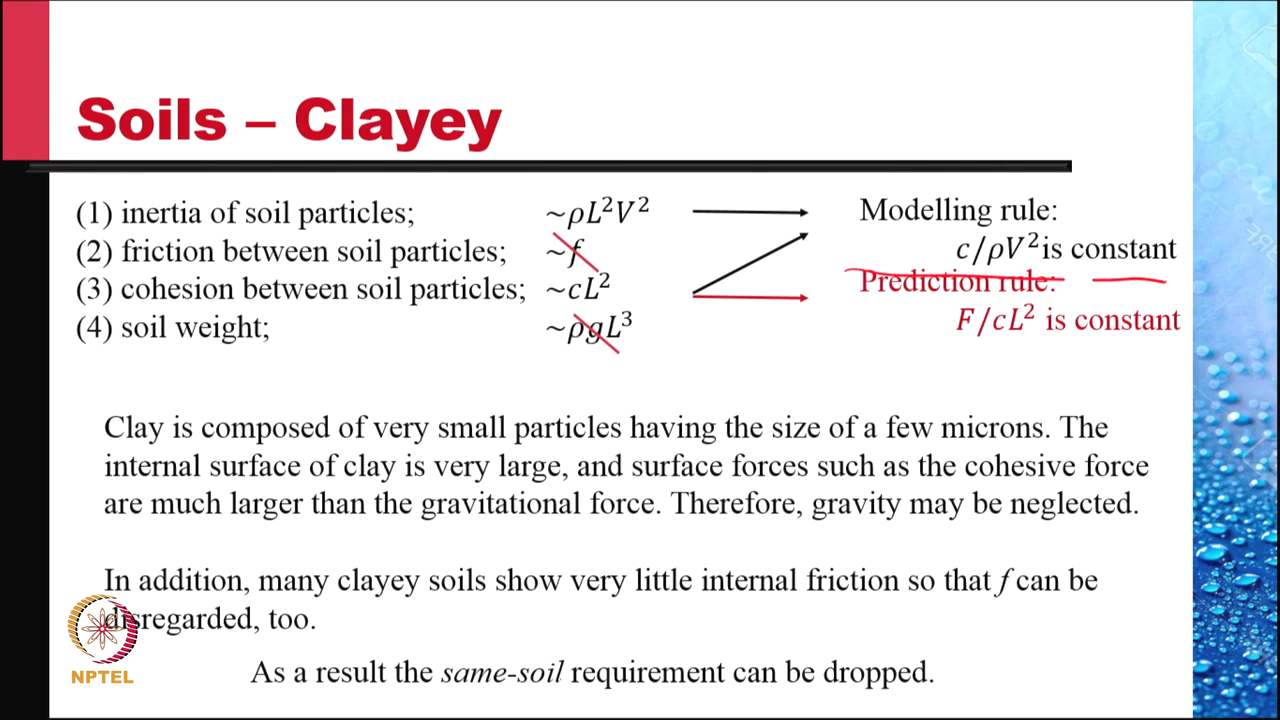 Soils – Clayey
(1) inertia of soil particles; ~ρL²V²
(2) friction between soil particles; ~f
(3) cohesion between soil particles; ~cL²
(4) soil weight; ~ρgL³
Modelling rule:
c/ρV² is constant
Prediction rule:
F/cL² is constant
Clay is composed of very small particles having the size of a few microns. The
internal surface of clay is very large, and surface forces such as the cohesive force
are much larger than the gravitational force. Therefore, gravity may be neglected.
In addition, many clayey soils show very little internal friction so that f can be
disregarded, too.
As a result the same-soil requirement can be dropped.
NPTEL